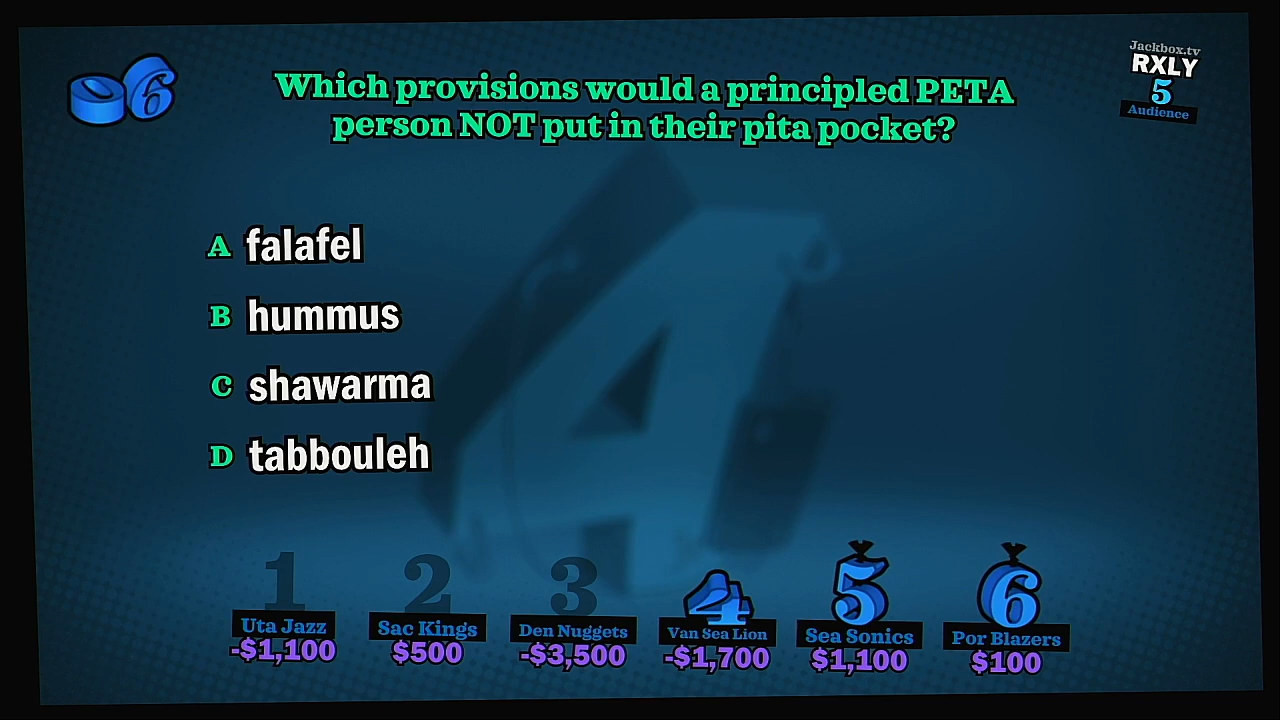 06
Which provisions would a principled PETA
person NOT put in their pita pocket?
Jackbox.tv
RXLY
5
Audience
A falafel
B hummus
C shawarma
D tabbouleh
4
1 2 3 4 5 6
Uta Jazz Sac Kings Den Nuggets Van Sea Lion Sea Sonics Por Blazers
-$1,100 $500 -$3,500 -$1,700 $1,100 $100